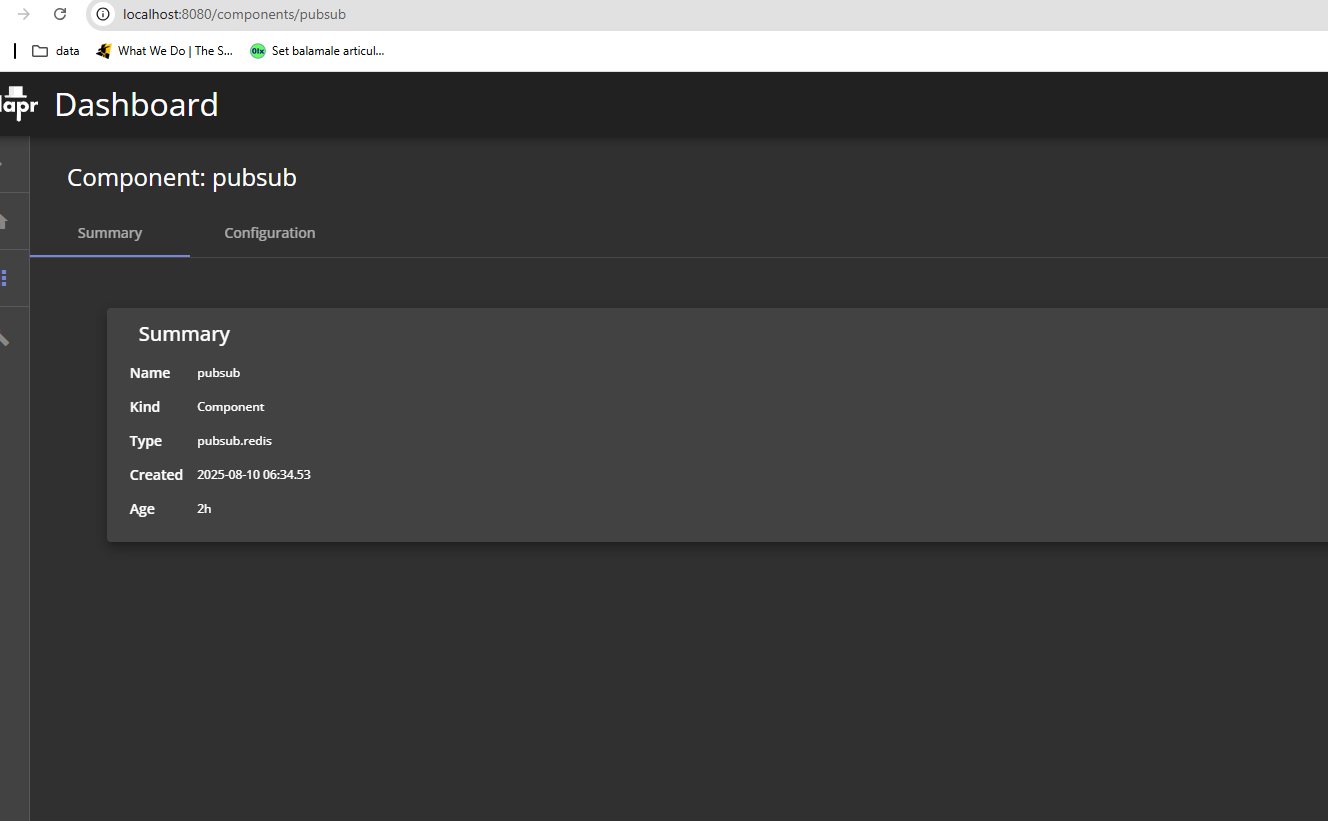 localhost:8080/components/pubsub
data What We Do | The S... Olx Set balamale articul...
dapr Dashboard
Component: pubsub
Summary Configuration
Summary
Name pubsub
Kind Component
Type pubsub.redis
Created 2025-08-10 06:34.53
Age 2h